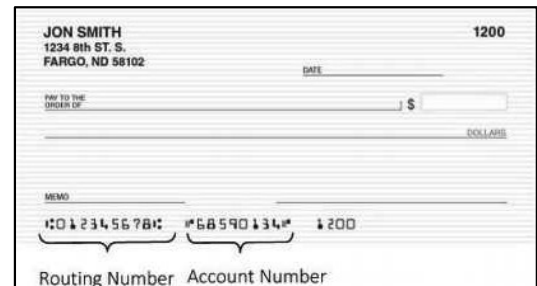 JON SMITH 1200
1234 8th ST. S.
FARGO, ND 58102
DATE
PAY TO THE
ORDER OF $
DOLLARS
MEMO
⑆012345678⑆ ⑈68590134⑈ 1200
Routing Number Account Number